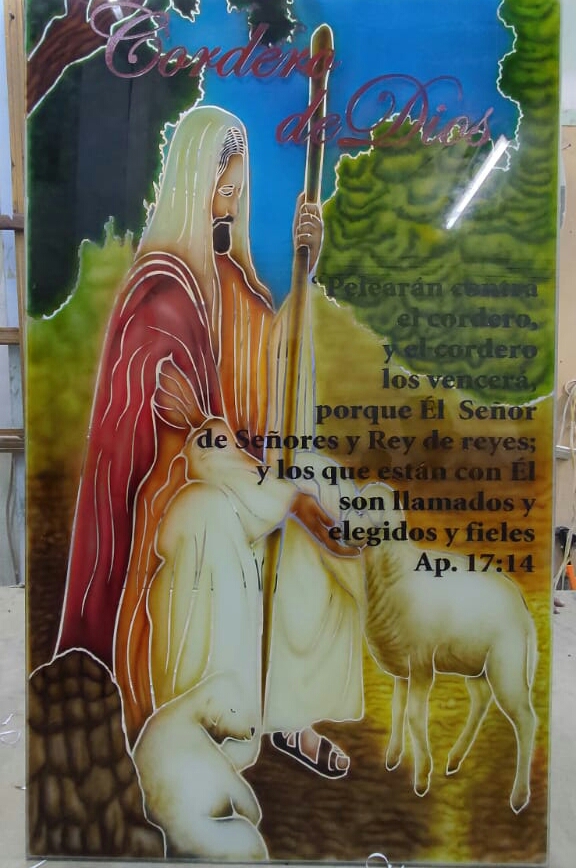 Cordero
de Dios
“Pelearán contra
el cordero,
y el cordero
los vencerá,
porque Él Señor
de Señores y Rey de reyes;
y los que están con Él
son llamados y
elegidos y fieles
Ap. 17:14